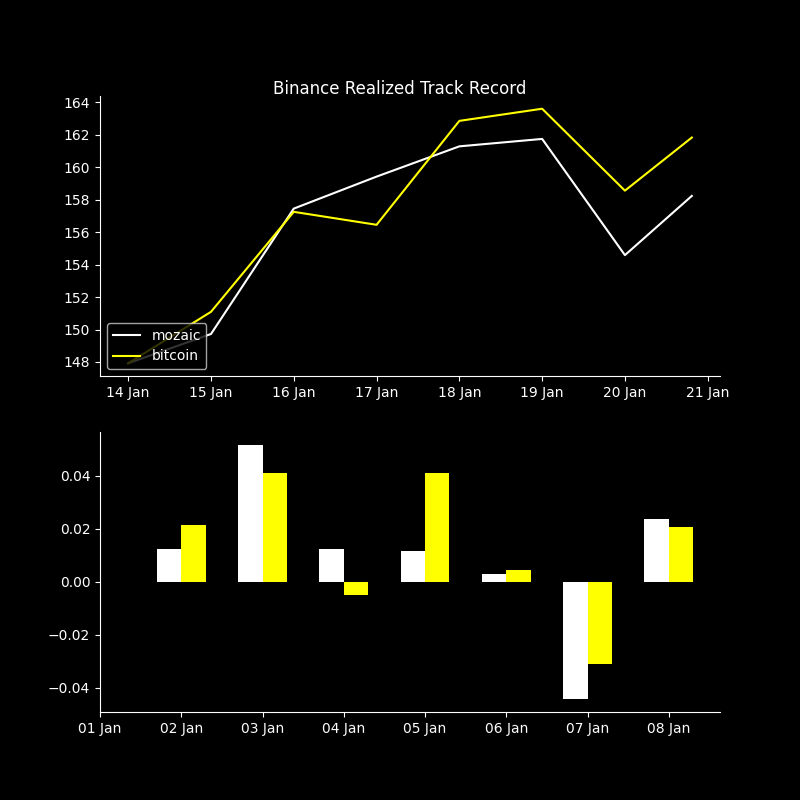 Binance Realized Track Record
164
162
160
158
156
154
152
150
148
mozaic
bitcoin
14 Jan 15 Jan 16 Jan 17 Jan 18 Jan 19 Jan 20 Jan 21 Jan
0.04
0.02
0.00
−0.02
−0.04
01 Jan 02 Jan 03 Jan 04 Jan 05 Jan 06 Jan 07 Jan 08 Jan